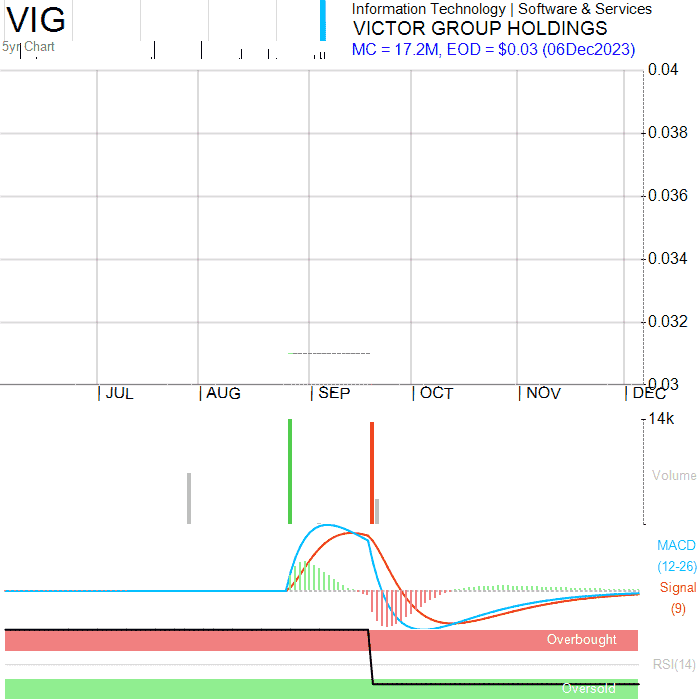 VIG
Information Technology | Software & Services
VICTOR GROUP HOLDINGS
5yr Chart
MC = 17.2M, EOD = $0.03 (06Dec2023)
0.04
0.038
0.036
0.034
0.032
0.03
| JUL | AUG | SEP | OCT | NOV | DEC
14k
Volume
MACD
(12-26)
Signal
(9)
Overbought
RSI(14)
Oversold